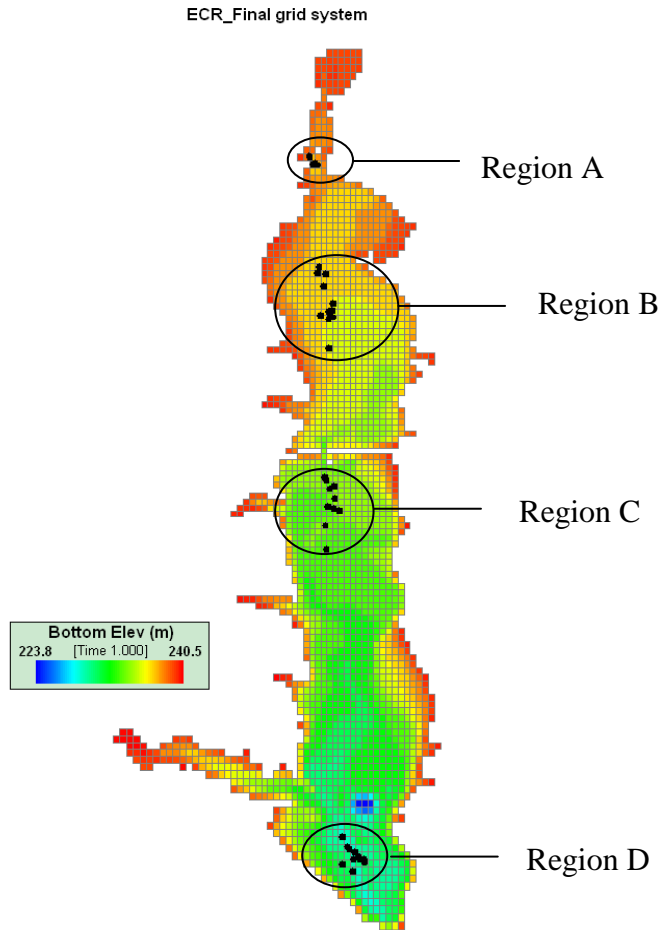 ECR_Final grid system
Region A
Region B
Region C
Bottom Elev (m)
223.8 [Time 1.000] 240.5
Region D